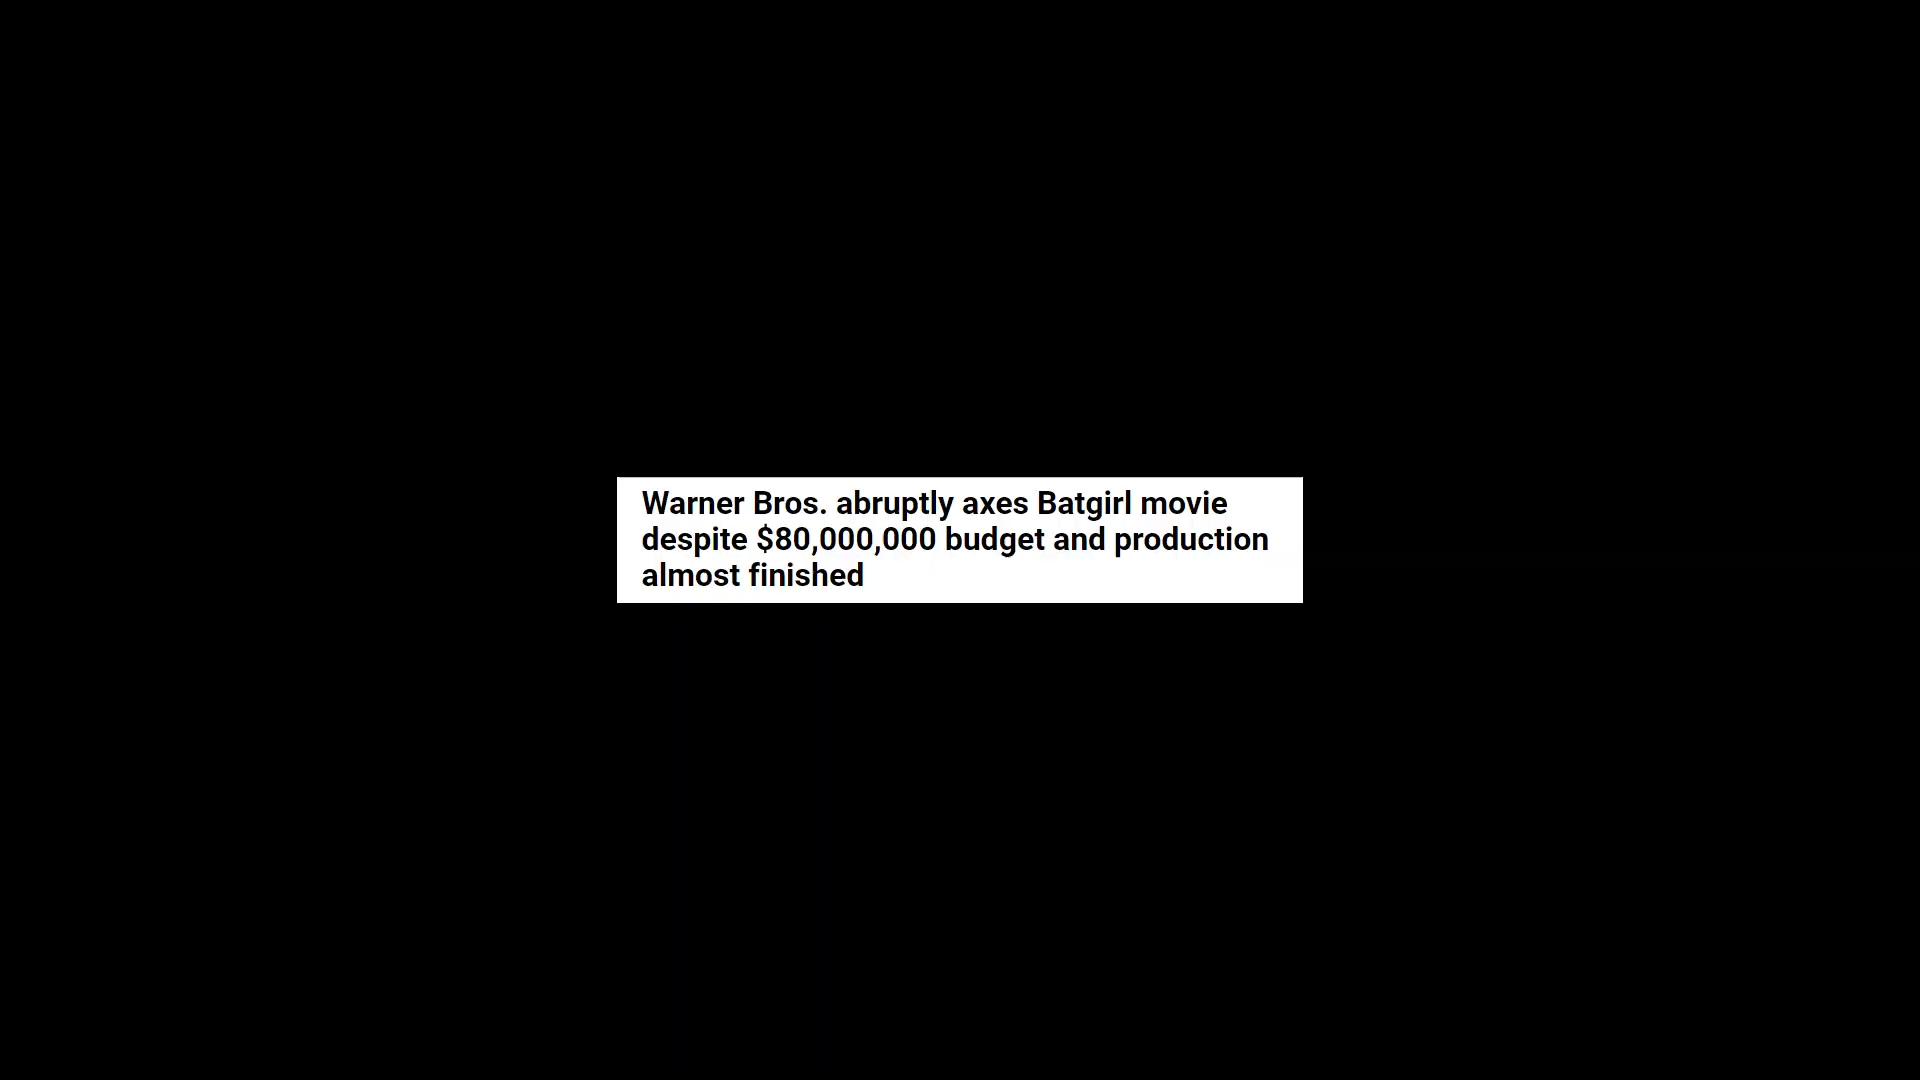 Warner Bros. abruptly axes Batgirl movie
despite $80,000,000 budget and production
almost finished